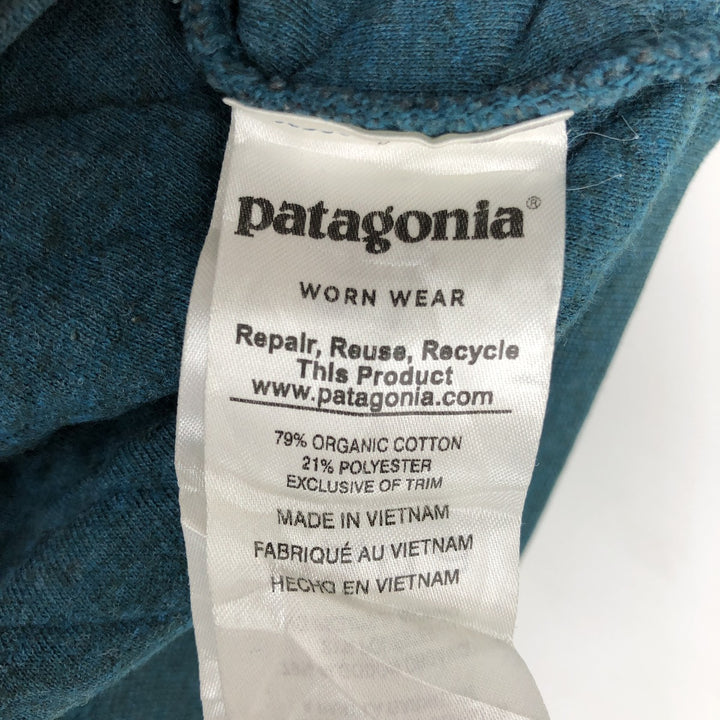 patagonia®
WORN WEAR
Repair, Reuse, Recycle
This Product
www.patagonia.com
79% ORGANIC COTTON
21% POLYESTER
EXCLUSIVE OF TRIM
MADE IN VIETNAM
FABRIQUÉ AU VIETNAM
HECHO EN VIETNAM